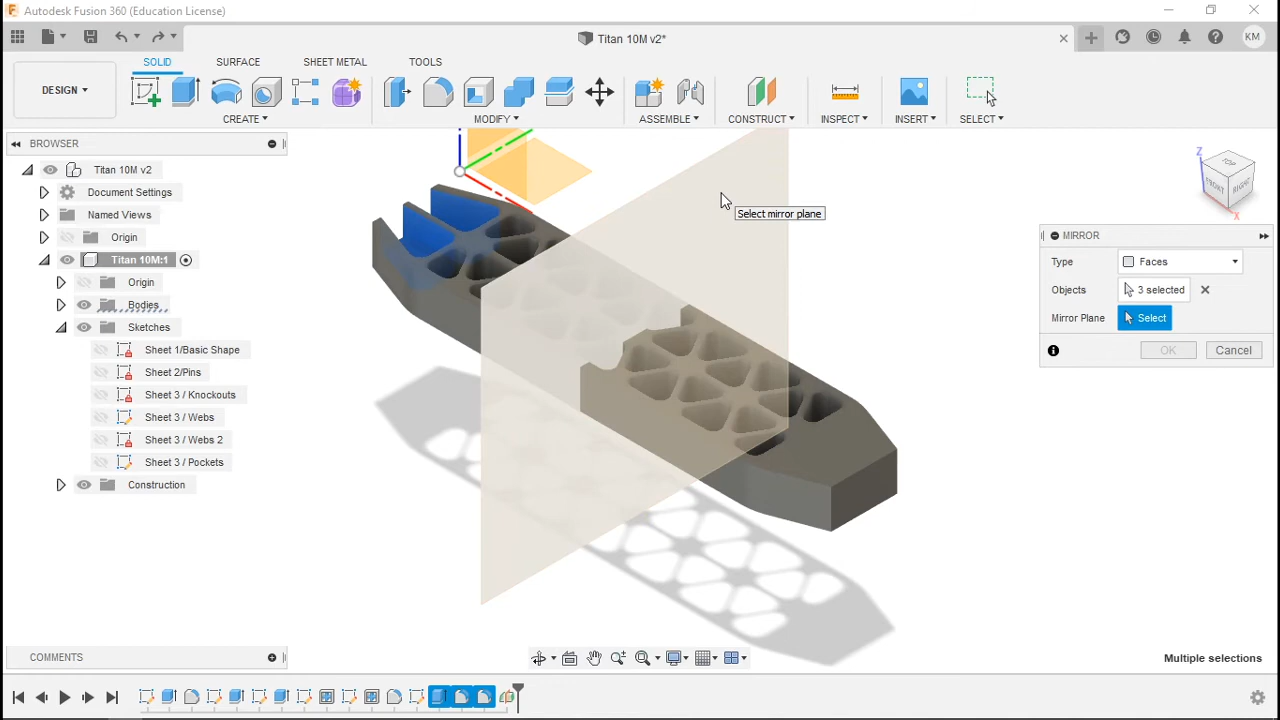 Autodesk Fusion 360 (Education License)
Titan 10M v2*
KM
SOLID SURFACE SHEET METAL TOOLS
DESIGN
CREATE MODIFY ASSEMBLE CONSTRUCT INSPECT INSERT SELECT
BROWSER
Titan 10M v2
Document Settings
Named Views
Origin
Titan 10M:1
Origin
Bodies
Sketches
Sheet 1/Basic Shape
Sheet 2/Pins
Sheet 3 / Knockouts
Sheet 3 / Webs
Sheet 3 / Webs 2
Sheet 3 / Pockets
Construction
Select mirror plane
Z
TOP
FRONT
RIGHT
X
MIRROR
Type Faces
Objects 3 selected
Mirror Plane Select
OK Cancel
COMMENTS
Multiple selections